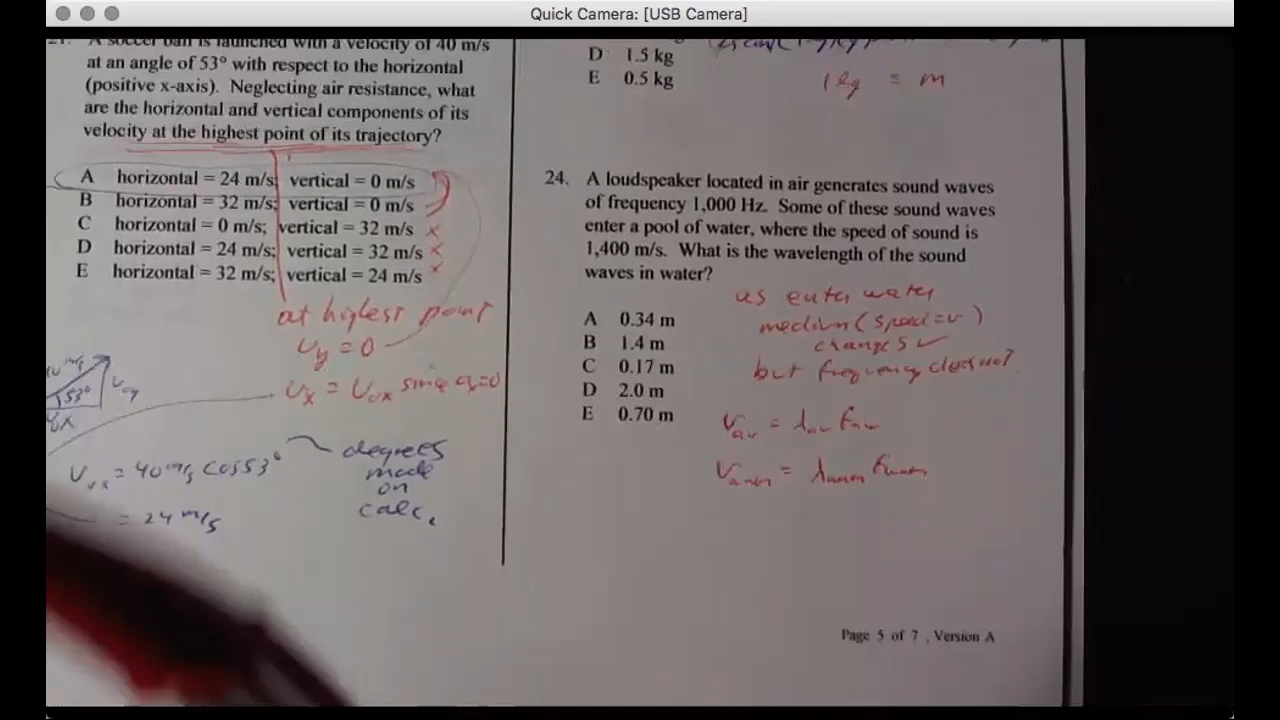 Quick Camera: [USB Camera]
21. A soccer ball is launched with a velocity of 40 m/s
at an angle of 53° with respect to the horizontal
(positive x-axis). Neglecting air resistance, what
are the horizontal and vertical components of its
velocity at the highest point of its trajectory?
A horizontal = 24 m/s; vertical = 0 m/s
B horizontal = 32 m/s; vertical = 0 m/s
C horizontal = 0 m/s; vertical = 32 m/s x
D horizontal = 24 m/s; vertical = 32 m/s x
E horizontal = 32 m/s; vertical = 24 m/s x
at highest point
vy = 0
vx = vox since ax=0
53°
voy
vox = 40 m/s cos 53°
= 24 m/s
degrees
mode
on
calc.
D 1.5 kg
E 0.5 kg
1 kg = m
24. A loudspeaker located in air generates sound waves
of frequency 1,000 Hz. Some of these sound waves
enter a pool of water, where the speed of sound is
1,400 m/s. What is the wavelength of the sound
waves in water?
A 0.34 m
B 1.4 m
C 0.17 m
D 2.0 m
E 0.70 m
as enter water
medium (speed = v)
changes ✓
but frequency does not
Page 5 of 7 , Version A